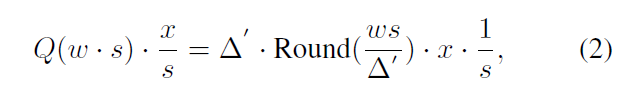 Q(w · s) · x/s = Δ′ · Round(ws/Δ′) · x · 1/s, (2)